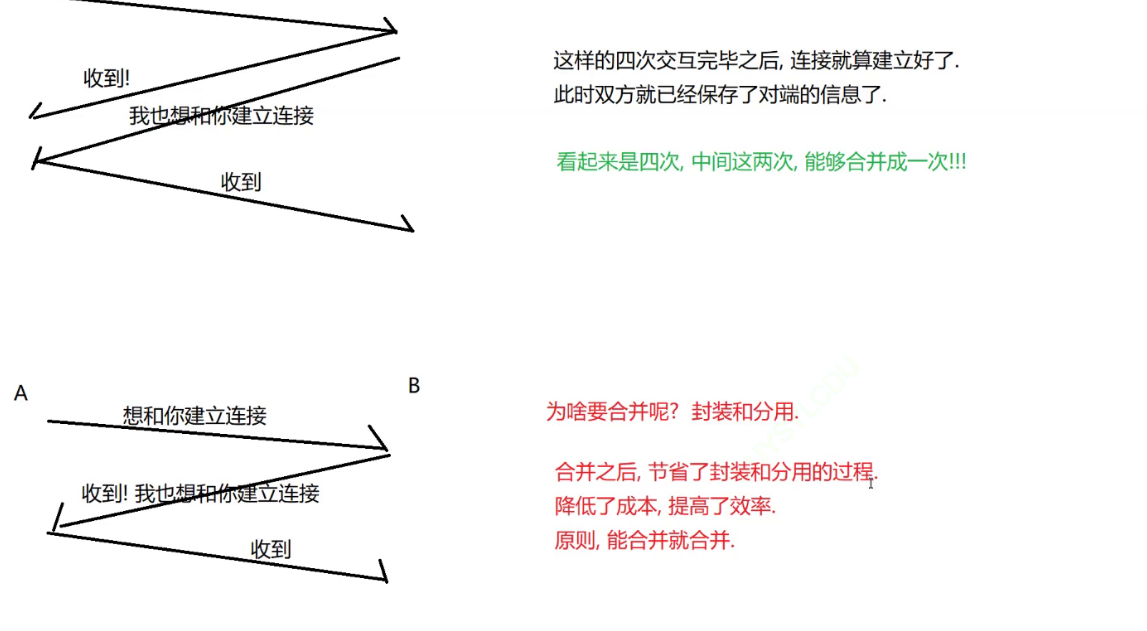 收到!
我也想和你建立连接
收到
这样的四次交互完毕之后, 连接就算建立好了.
此时双方就已经保存了对端的信息了.
看起来是四次, 中间这两次, 能够合并成一次!!!
A
B
想和你建立连接
收到! 我也想和你建立连接
收到
为啥要合并呢? 封装和分用.
合并之后, 节省了封装和分用的过程.
降低了成本, 提高了效率.
原则, 能合并就合并.